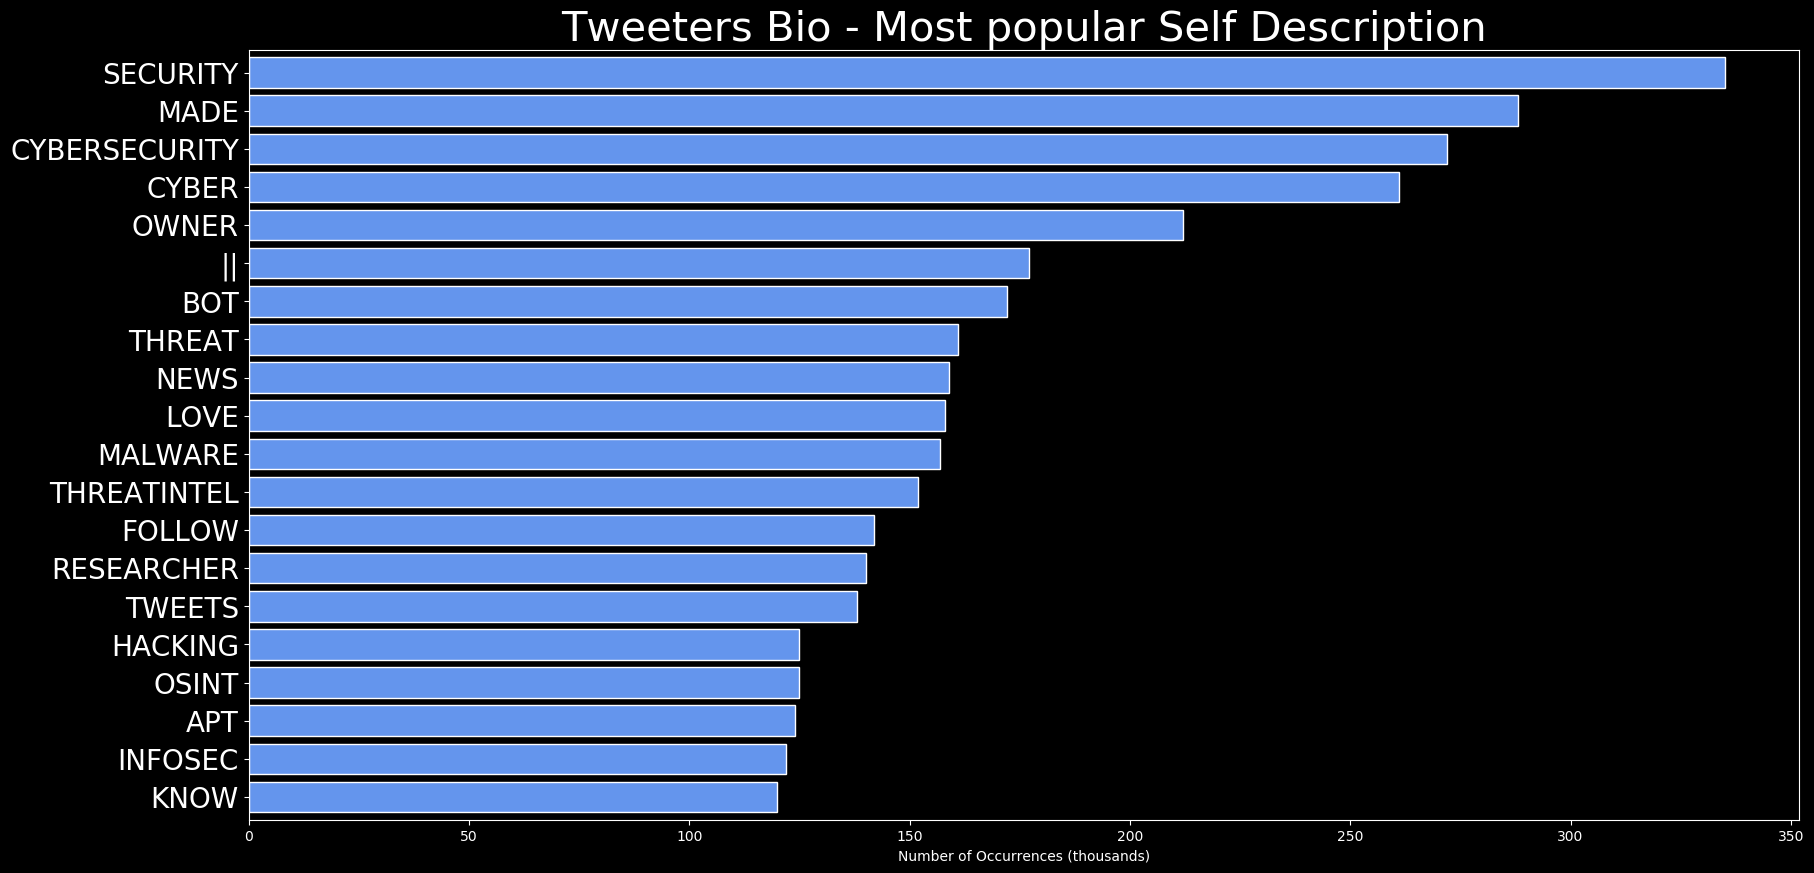 Tweeters Bio - Most popular Self Description
SECURITY
MADE
CYBERSECURITY
CYBER
OWNER
||
BOT
THREAT
NEWS
LOVE
MALWARE
THREATINTEL
FOLLOW
RESEARCHER
TWEETS
HACKING
OSINT
APT
INFOSEC
KNOW
0 50 100 150 200 250 300 350
Number of Occurrences (thousands)